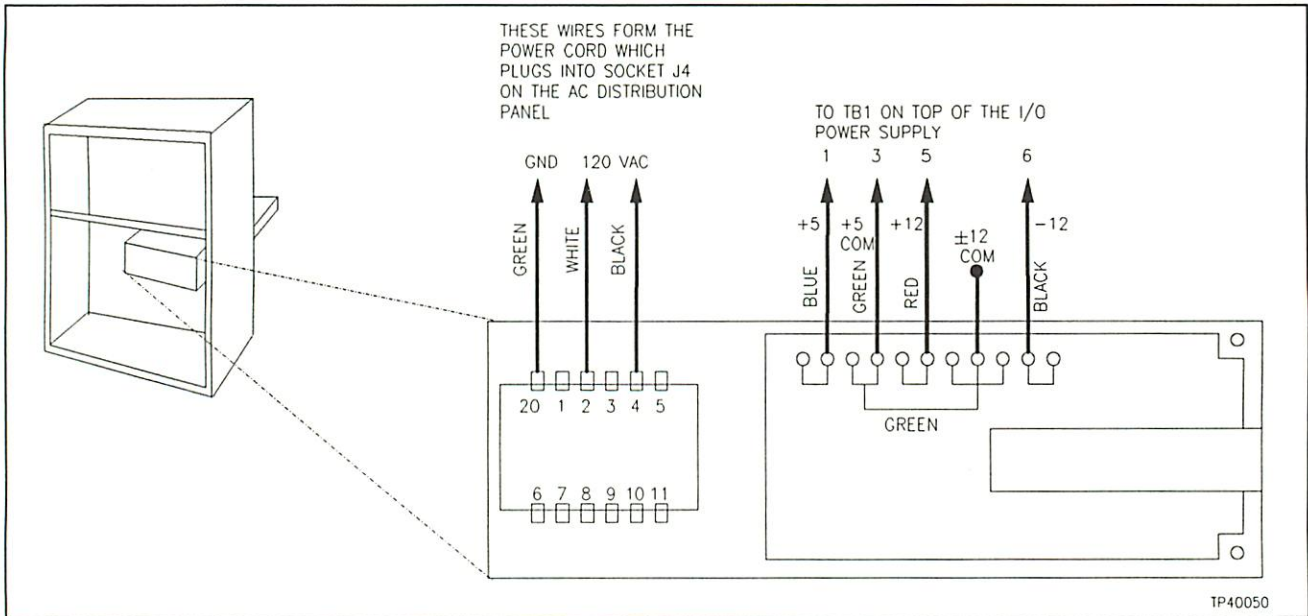 THESE WIRES FORM THE
POWER CORD WHICH
PLUGS INTO SOCKET J4
ON THE AC DISTRIBUTION
PANEL
TO TB1 ON TOP OF THE I/O
POWER SUPPLY
GND 120 VAC
1 3 5 6
GREEN
WHITE
BLACK
+5
+5
COM
+12
±12
COM
-12
BLUE
GREEN
RED
BLACK
20 1 2 3 4 5
GREEN
6 7 8 9 10 11
TP40050